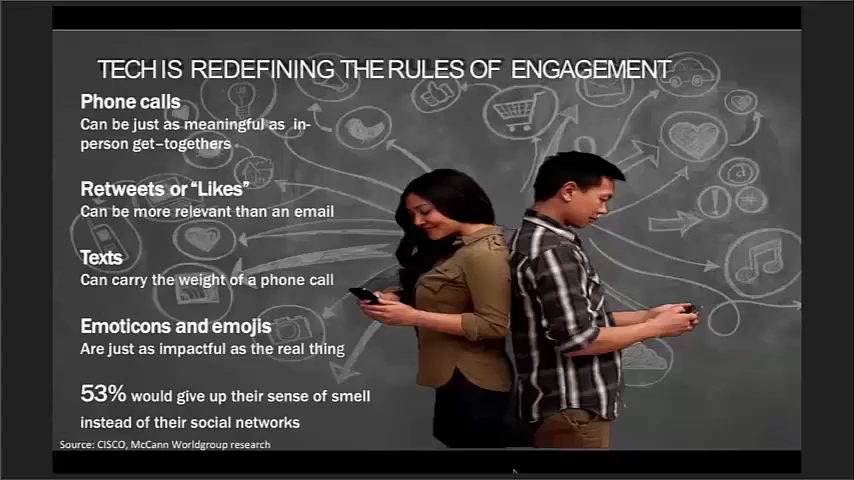 TECH IS REDEFINING THE RULES OF ENGAGEMENT
Phone calls
Can be just as meaningful as in-
person get–togethers
Retweets or “Likes”
Can be more relevant than an email
Texts
Can carry the weight of a phone call
Emoticons and emojis
Are just as impactful as the real thing
53% would give up their sense of smell
instead of their social networks
Source: CISCO, McCann Worldgroup research